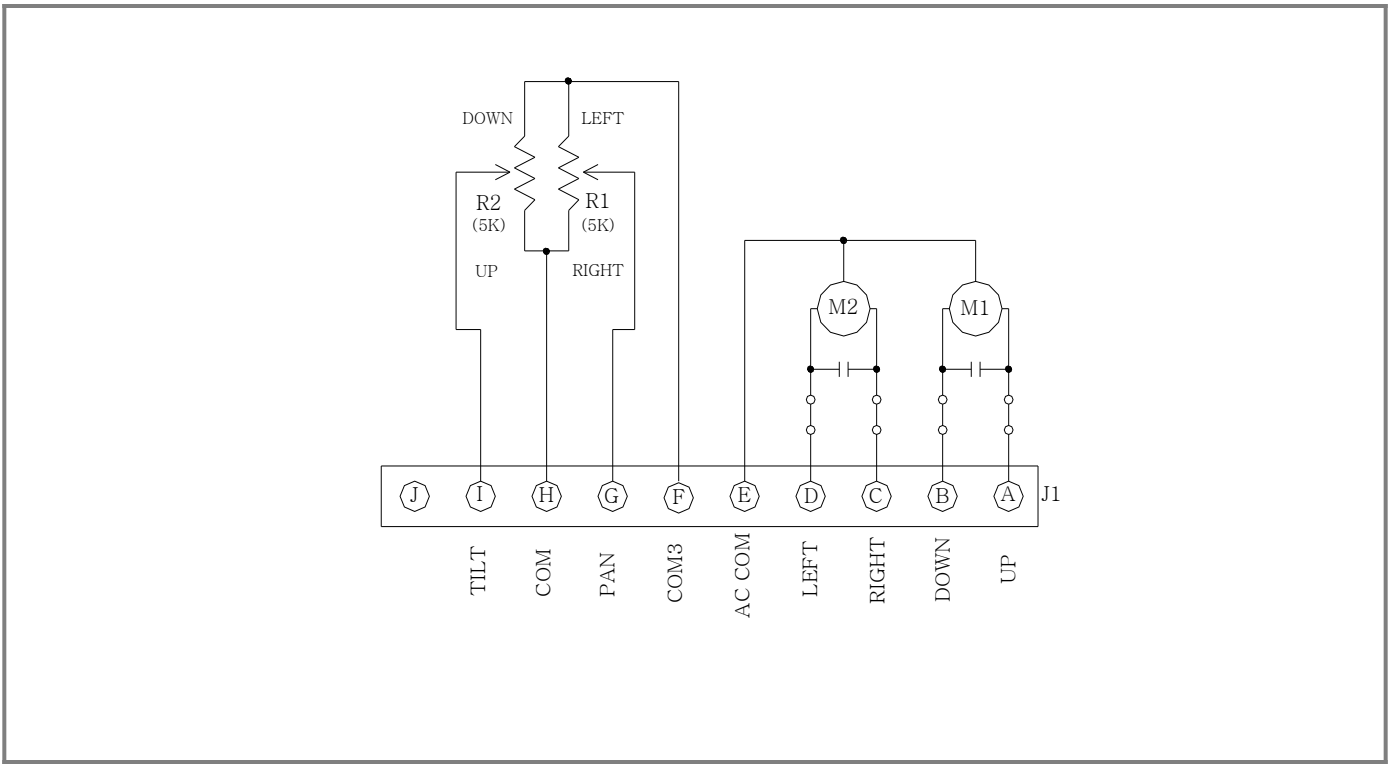 DOWN
LEFT
R2
(5K)
R1
(5K)
UP
RIGHT
M2
M1
J
I
H
G
F
E
D
C
B
A
J1
TILT
COM
PAN
COM3
AC COM
LEFT
RIGHT
DOWN
UP